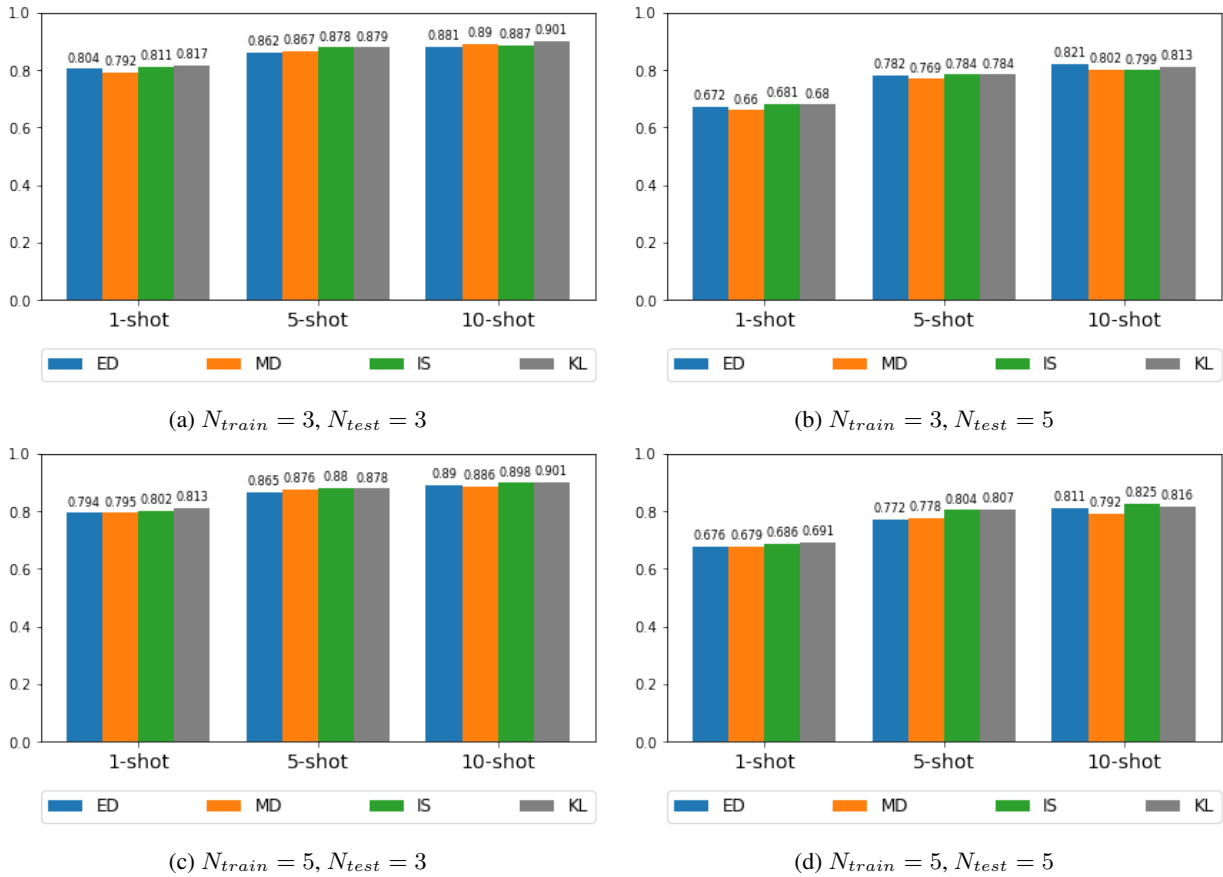 1.0
0.8
0.6
0.4
0.2
0.0
0.804 0.792 0.811 0.817
0.862 0.867 0.878 0.879
0.881 0.89 0.887 0.901
1-shot 5-shot 10-shot
ED MD IS KL
(a) N_train = 3, N_test = 3
1.0
0.8
0.6
0.4
0.2
0.0
0.672 0.66 0.681 0.68
0.782 0.769 0.784 0.784
0.821 0.802 0.799 0.813
1-shot 5-shot 10-shot
ED MD IS KL
(b) N_train = 3, N_test = 5
1.0
0.8
0.6
0.4
0.2
0.0
0.794 0.795 0.802 0.813
0.865 0.876 0.88 0.878
0.89 0.886 0.898 0.901
1-shot 5-shot 10-shot
ED MD IS KL
(c) N_train = 5, N_test = 3
1.0
0.8
0.6
0.4
0.2
0.0
0.676 0.679 0.686 0.691
0.772 0.778 0.804 0.807
0.811 0.792 0.825 0.816
1-shot 5-shot 10-shot
ED MD IS KL
(d) N_train = 5, N_test = 5